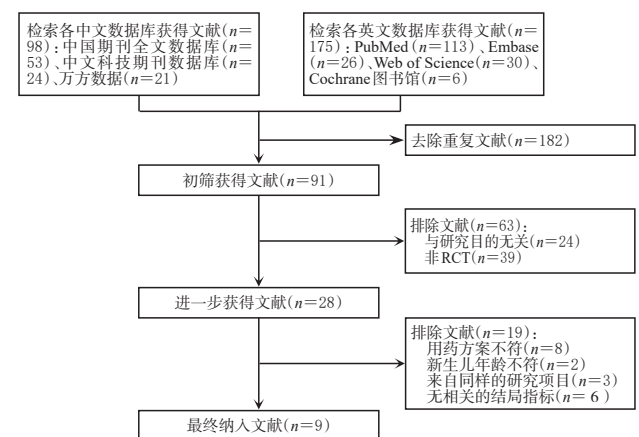 检索各中文数据库获得文献(n=
98):中国期刊全文数据库(n=
53)、中文科技期刊数据库(n=
24)、万方数据(n=21)
检索各英文数据库获得文献(n=
175):PubMed(n=113)、Embase
(n=26)、Web of Science(n=30)、
Cochrane图书馆(n=6)
去除重复文献(n=182)
初筛获得文献(n=91)
排除文献(n=63):
与研究目的无关(n=24)
非RCT(n=39)
进一步获得文献(n=28)
排除文献(n=19):
用药方案不符(n=8)
新生儿年龄不符(n=2)
来自同样的研究项目(n=3)
无相关的结局指标(n= 6 )
最终纳入文献(n=9)